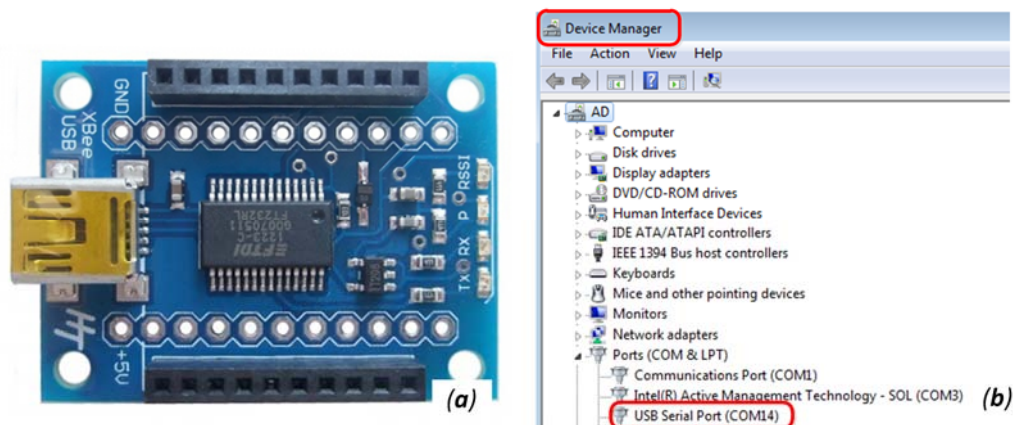 GND
XBee
USB
RSSI
P
RX
TX
FTDI
1223-C
G0070511
FT232RL
+5V
(a)
Device Manager
File Action View Help
AD
Computer
Disk drives
Display adapters
DVD/CD-ROM drives
Human Interface Devices
IDE ATA/ATAPI controllers
IEEE 1394 Bus host controllers
Keyboards
Mice and other pointing devices
Monitors
Network adapters
Ports (COM & LPT)
Communications Port (COM1)
Intel(R) Active Management Technology - SOL (COM3)
USB Serial Port (COM14)
(b)